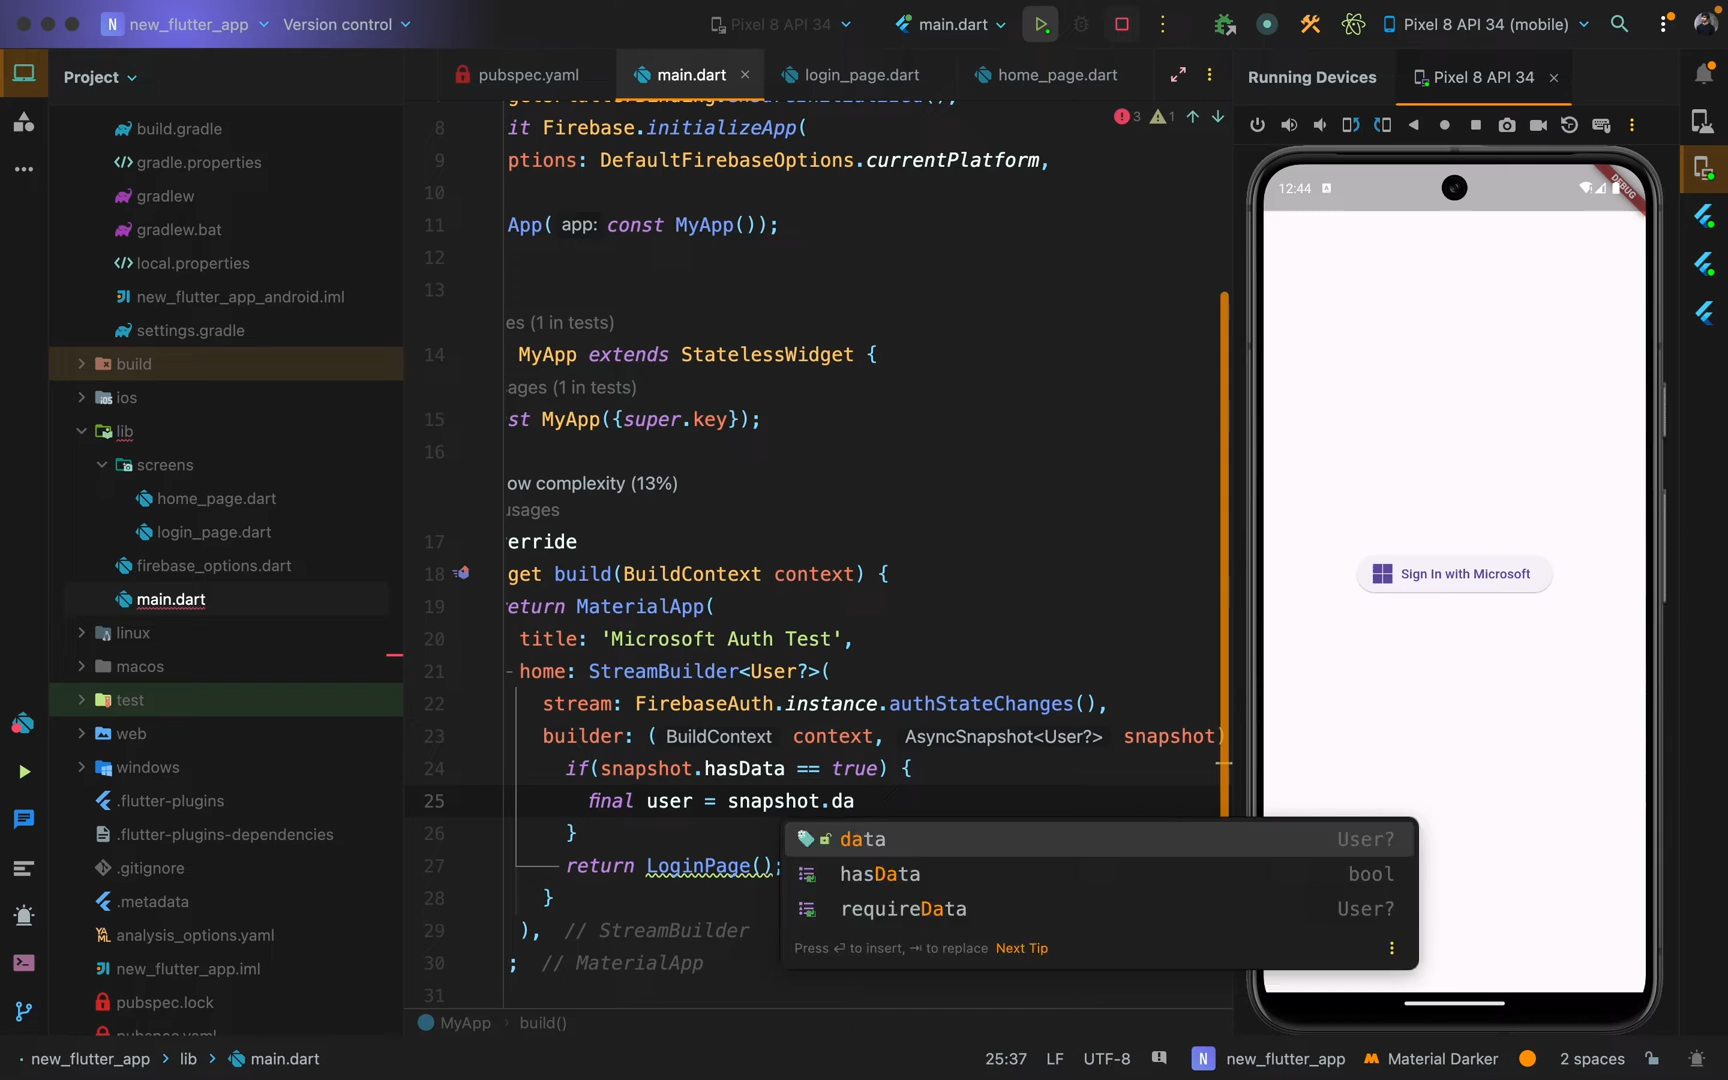 N new_flutter_app
Version control
Pixel 8 API 34
main.dart
Pixel 8 API 34 (mobile)
Project
pubspec.yaml
main.dart
login_page.dart
home_page.dart
Running Devices
Pixel 8 API 34
build.gradle
gradle.properties
gradlew
gradlew.bat
local.properties
new_flutter_app_android.iml
settings.gradle
build
ios
lib
screens
home_page.dart
login_page.dart
firebase_options.dart
main.dart
linux
macos
test
web
windows
.flutter-plugins
.flutter-plugins-dependencies
.gitignore
.metadata
analysis_options.yaml
new_flutter_app.iml
pubspec.lock
3 1
8 it Firebase.initializeApp(
9 ptions: DefaultFirebaseOptions.currentPlatform,
10
11 App( app: const MyApp());
12
13
es (1 in tests)
14 MyApp extends StatelessWidget {
ages (1 in tests)
15 st MyApp({super.key});
16
ow complexity (13%)
usages
17 erride
18 get build(BuildContext context) {
19 eturn MaterialApp(
20 title: 'Microsoft Auth Test',
21 home: StreamBuilder<User?>(
22 stream: FirebaseAuth.instance.authStateChanges(),
23 builder: ( BuildContext context, AsyncSnapshot<User?> snapshot)
24 if(snapshot.hasData == true) {
25 final user = snapshot.da
26 }
27 return LoginPage();
28 }
29 ), // StreamBuilder
30 ; // MaterialApp
31
data User?
hasData bool
requireData User?
Press ↵ to insert, ⇥ to replace Next Tip
MyApp › build()
12:44
DEBUG
Sign In with Microsoft
new_flutter_app › lib › main.dart
25:37 LF UTF-8 N new_flutter_app Material Darker 2 spaces